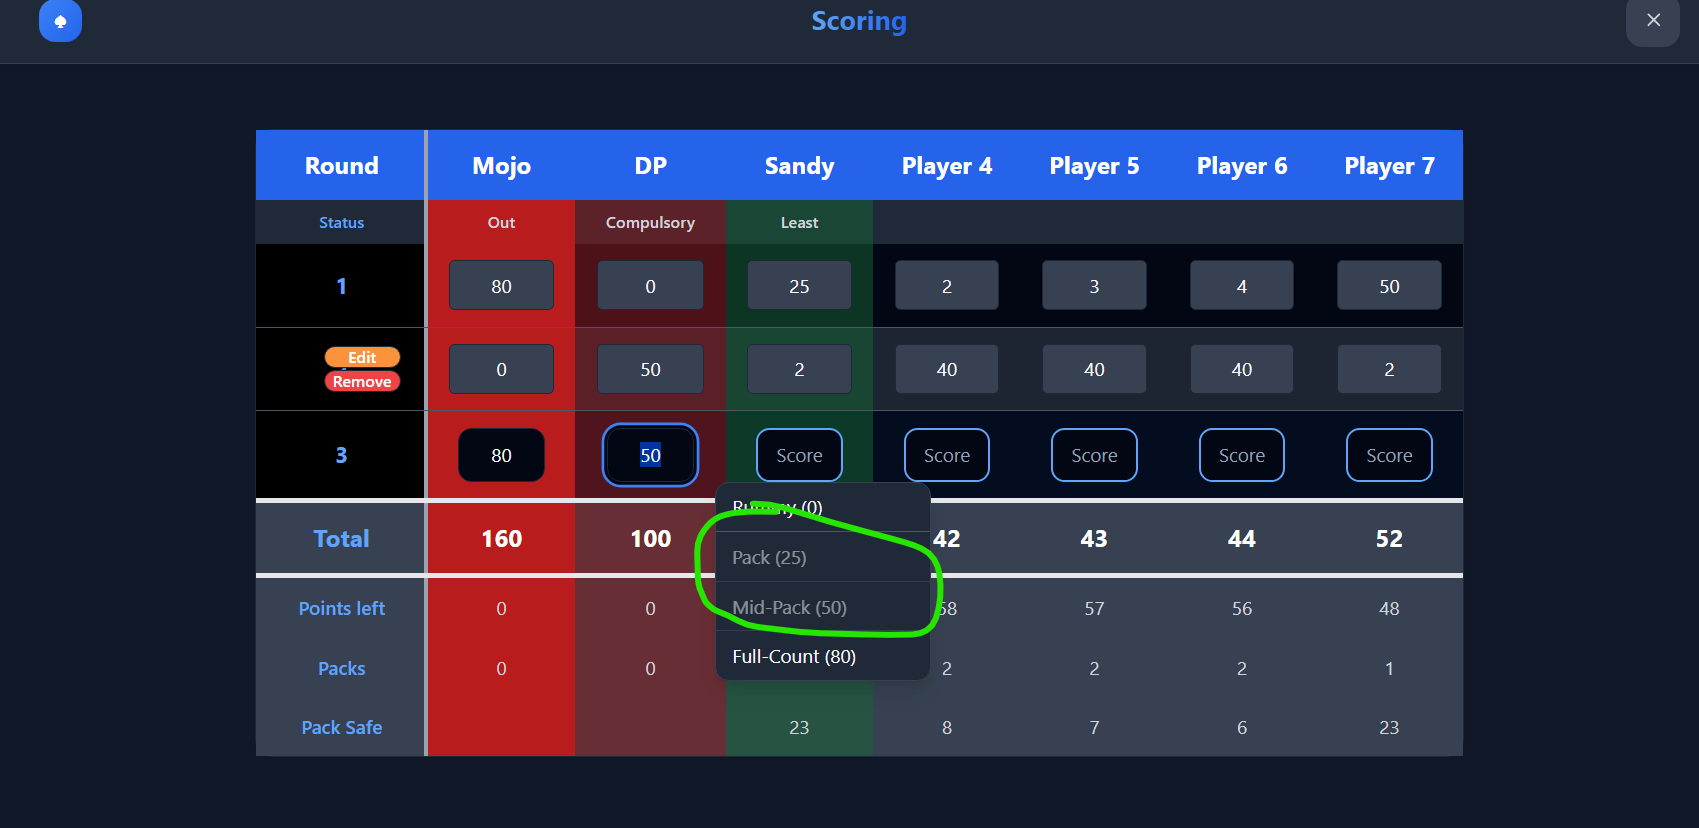 Scoring
Round Mojo DP Sandy Player 4 Player 5 Player 6 Player 7
Status Out Compulsory Least
1 80 0 25 2 3 4 50
Edit
Remove
0 50 2 40 40 40 2
3 80 50 Score Score Score Score Score
Rummy (0)
Pack (25)
Mid-Pack (50)
Full-Count (80)
Total 160 100 42 43 44 52
Points left 0 0 58 57 56 48
Packs 0 0 2 2 2 1
Pack Safe 23 8 7 6 23